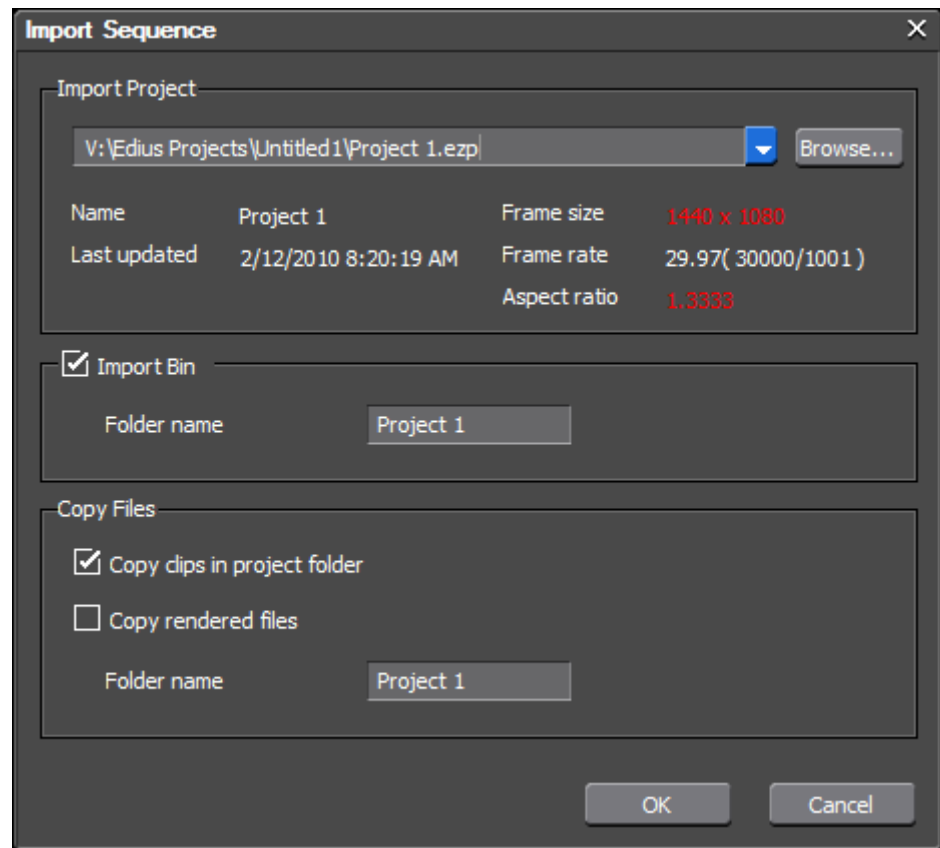 Import Sequence
Import Project
V:\Edius Projects\Untitled1\Project 1.ezp
Browse...
Name Project 1 Frame size 1440 x 1080
Last updated 2/12/2010 8:20:19 AM Frame rate 29.97( 30000/1001 )
Aspect ratio 1.3333
Import Bin
Folder name Project 1
Copy Files
Copy clips in project folder
Copy rendered files
Folder name Project 1
OK Cancel